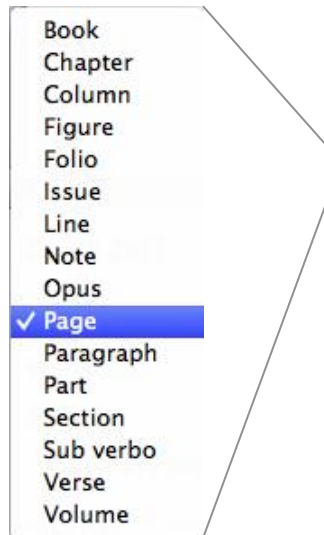 Book
Chapter
Column
Figure
Folio
Issue
Line
Note
Opus
✓ Page
Paragraph
Part
Section
Sub verbo
Verse
Volume